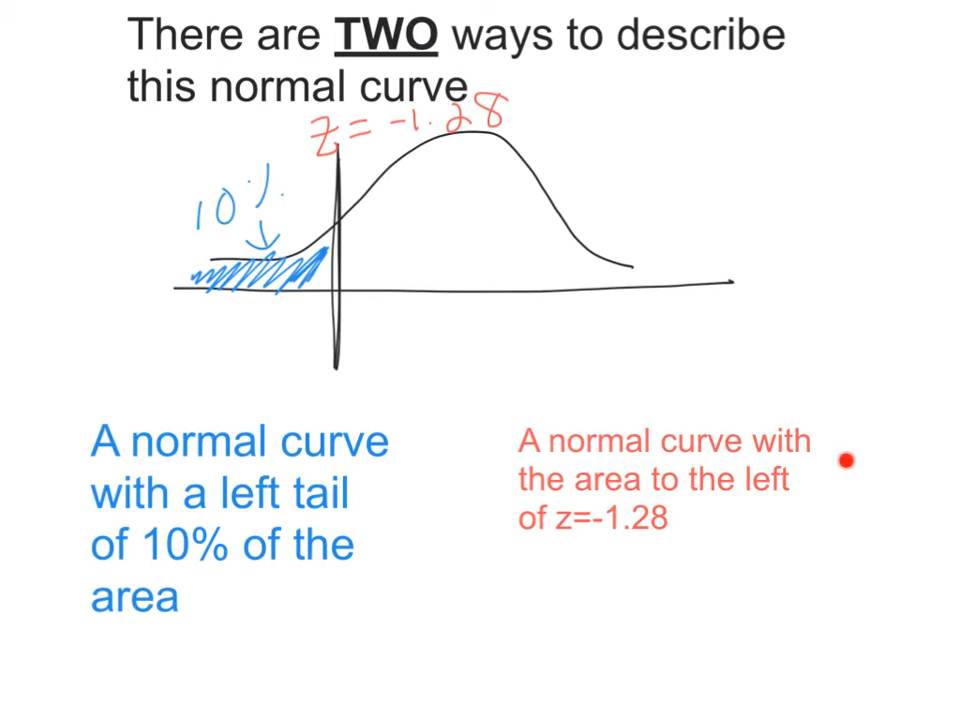 There are TWO ways to describe
this normal curve
z = -1.28
10%
A normal curve
with a left tail
of 10% of the
area
A normal curve with
the area to the left
of z=-1.28